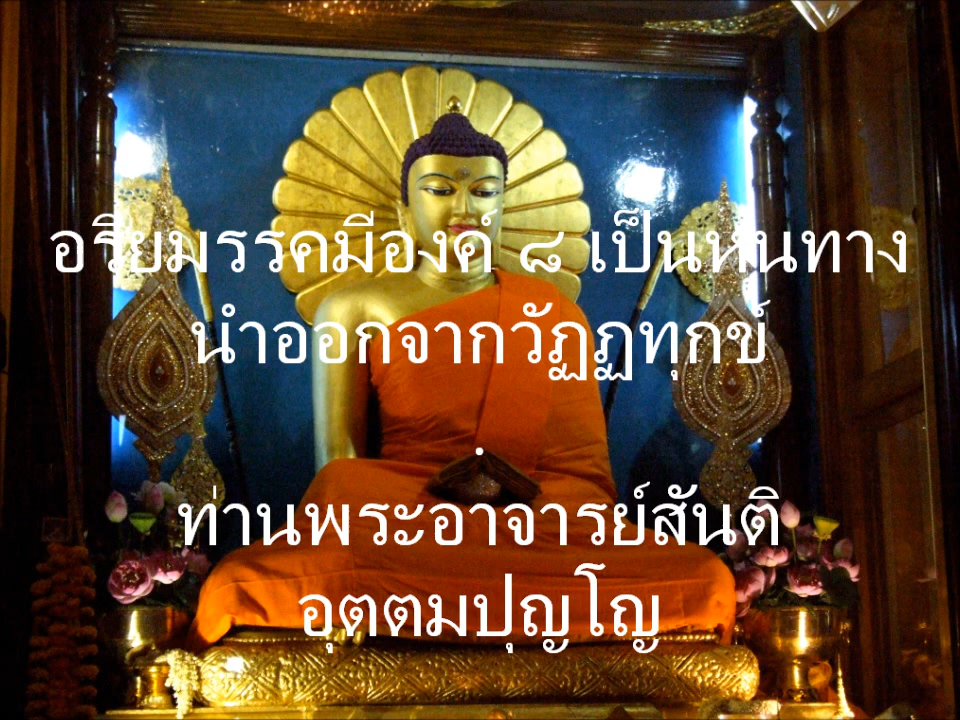 อริยมรรคมีองค์ ๘ เป็นหนทาง
นำออกจากวัฏฏทุกข์
.
ท่านพระอาจารย์สันติ
อุตตมปุญโญ